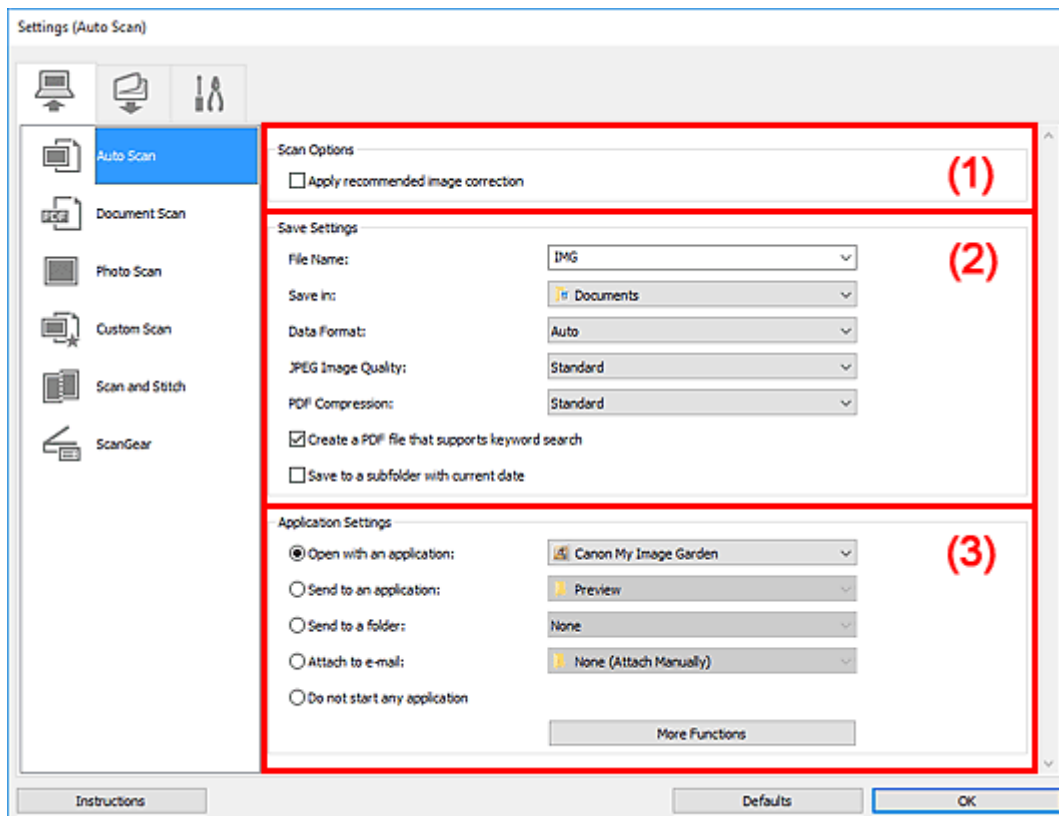 Settings (Auto Scan)
Auto Scan
Document Scan
Photo Scan
Custom Scan
Scan and Stitch
ScanGear
Scan Options
(1)
Apply recommended image correction
Save Settings
(2)
File Name: IMG
Save in: Documents
Data Format: Auto
JPEG Image Quality: Standard
PDF Compression: Standard
Create a PDF file that supports keyword search
Save to a subfolder with current date
Application Settings
(3)
Open with an application: Canon My Image Garden
Send to an application: Preview
Send to a folder: None
Attach to e-mail: None (Attach Manually)
Do not start any application
More Functions
Instructions Defaults OK